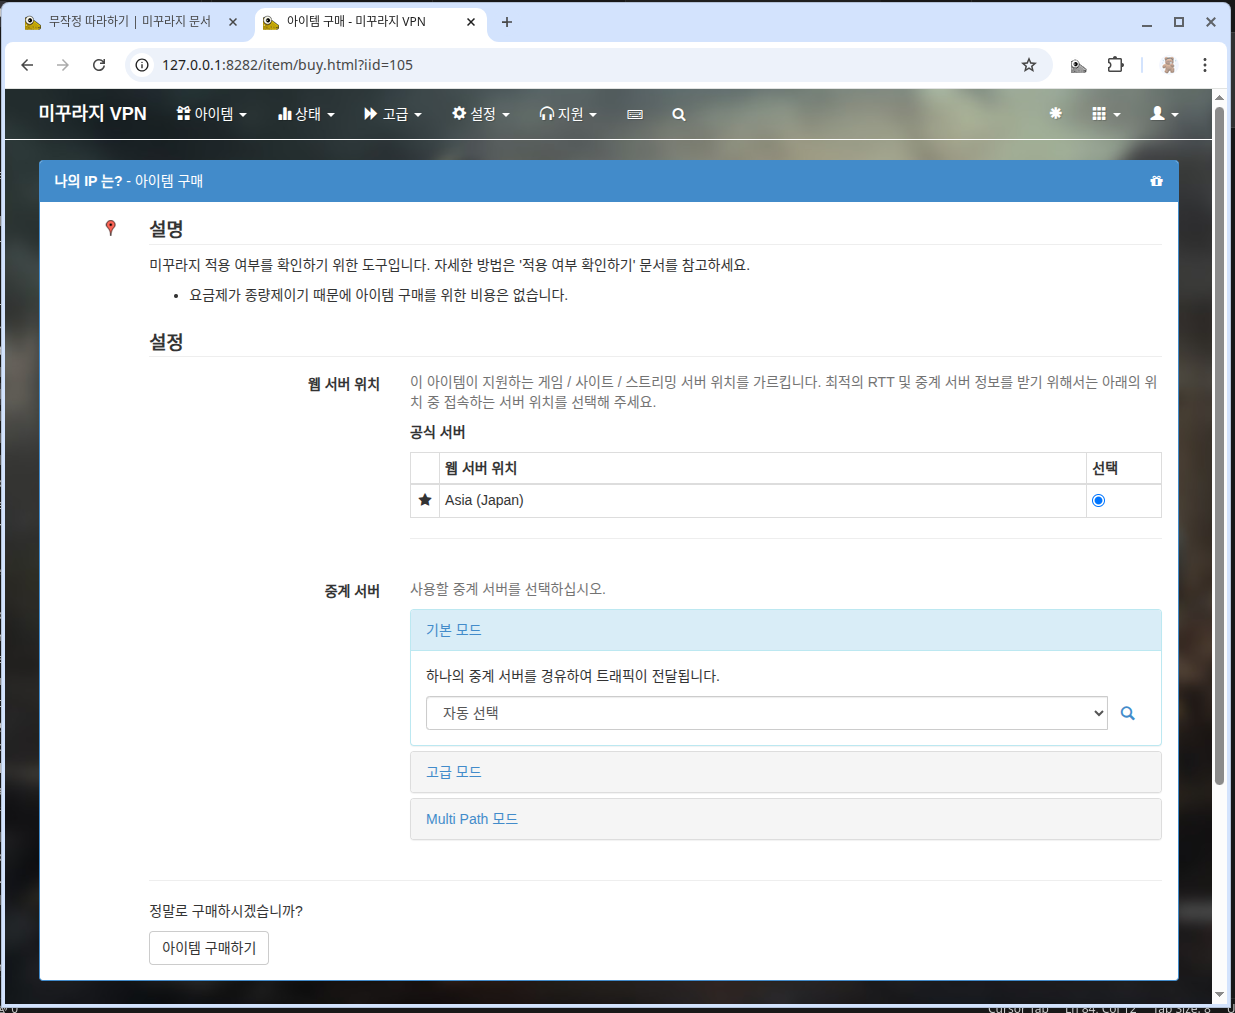 무작정 따라하기 | 미꾸라지 문서
아이템 구매 - 미꾸라지 VPN
127.0.0.1:8282/item/buy.html?iid=105
미꾸라지 VPN 아이템 상태 고급 설정 지원
나의 IP 는? - 아이템 구매
설명
미꾸라지 적용 여부를 확인하기 위한 도구입니다. 자세한 방법은 '적용 여부 확인하기' 문서를 참고하세요.
• 요금제가 종량제이기 때문에 아이템 구매를 위한 비용은 없습니다.
설정
웹 서버 위치
이 아이템이 지원하는 게임 / 사이트 / 스트리밍 서버 위치를 가르킵니다. 최적의 RTT 및 중계 서버 정보를 받기 위해서는 아래의 위
치 중 접속하는 서버 위치를 선택해 주세요.
공식 서버
웹 서버 위치 선택
Asia (Japan)
중계 서버
사용할 중계 서버를 선택하십시오.
기본 모드
하나의 중계 서버를 경유하여 트래픽이 전달됩니다.
자동 선택
고급 모드
Multi Path 모드
정말로 구매하시겠습니까?
아이템 구매하기
Cursor Tab Ln 84, Col 12 Tab Size: 8